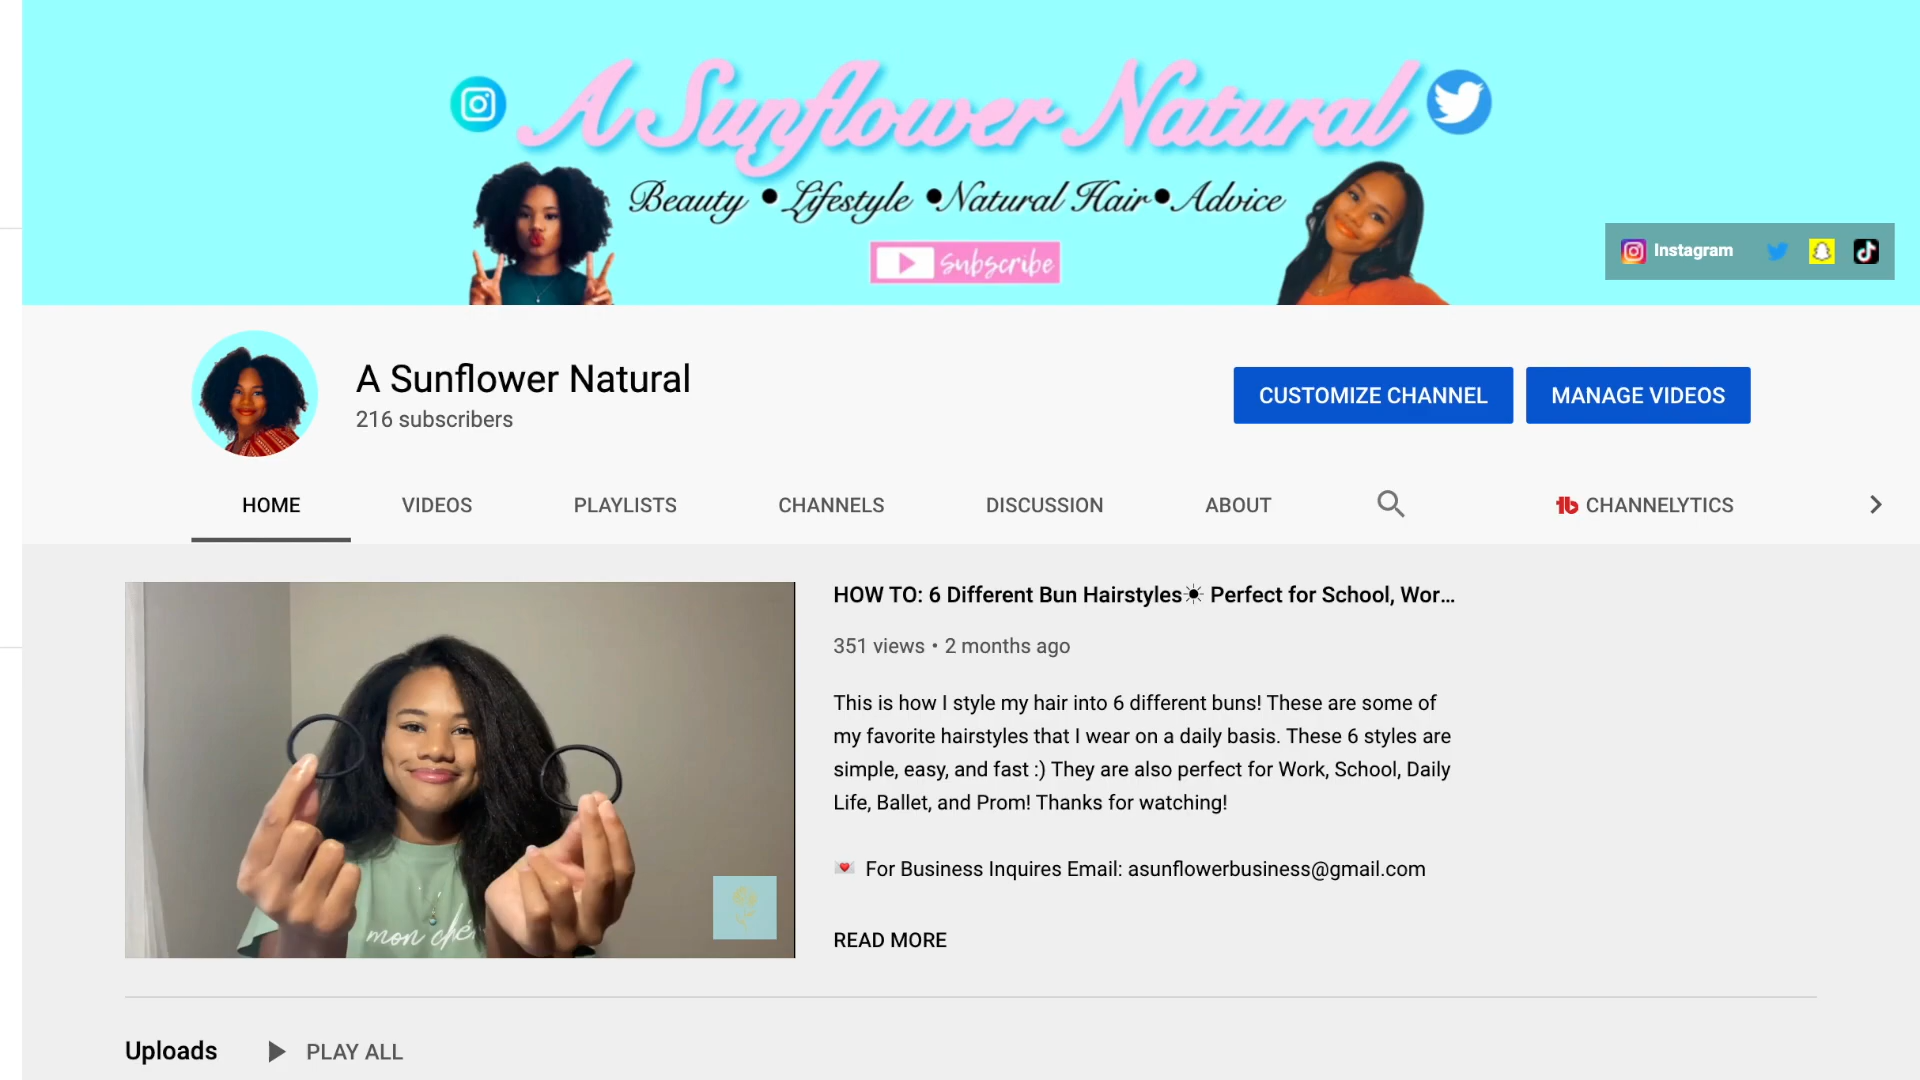 A Sunflower Natural
Beauty •Lifestyle •Natural Hair•Advice
Subscribe
Instagram
A Sunflower Natural
216 subscribers
CUSTOMIZE CHANNEL
MANAGE VIDEOS
HOME
VIDEOS
PLAYLISTS
CHANNELS
DISCUSSION
ABOUT
tb CHANNELYTICS
HOW TO: 6 Different Bun Hairstyles☀ Perfect for School, Wor...
351 views • 2 months ago
This is how I style my hair into 6 different buns! These are some of
my favorite hairstyles that I wear on a daily basis. These 6 styles are
simple, easy, and fast :) They are also perfect for Work, School, Daily
Life, Ballet, and Prom! Thanks for watching!
💌 For Business Inquires Email: asunflowerbusiness@gmail.com
READ MORE
mon ché
Uploads
PLAY ALL